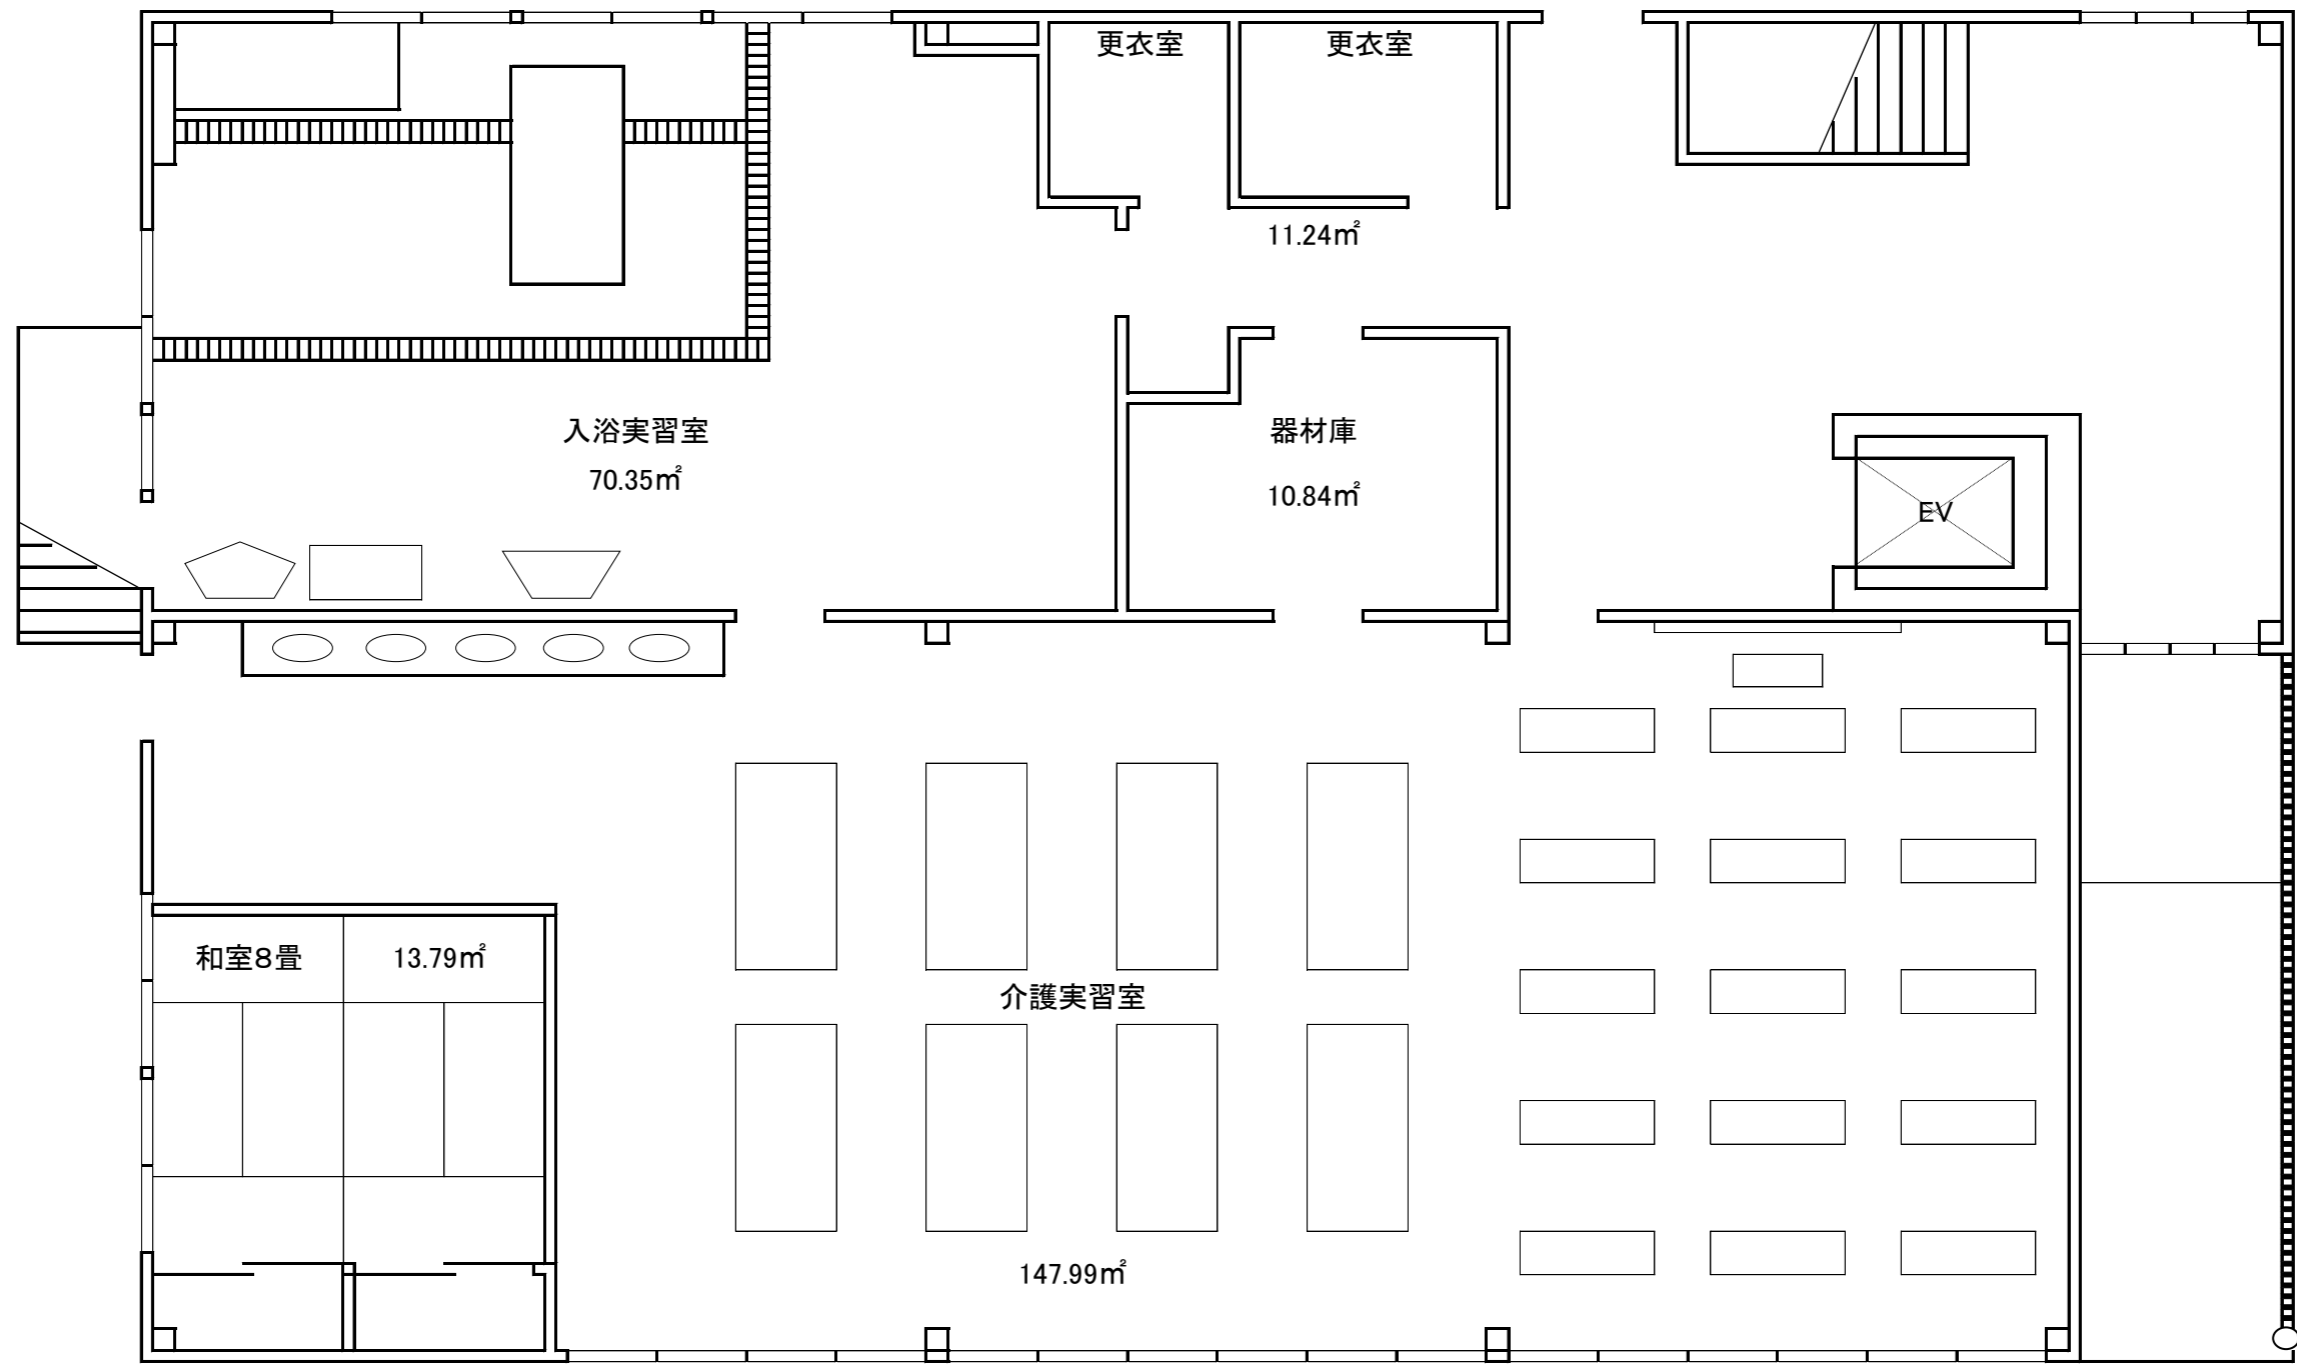 更衣室
更衣室
11.24㎡
入浴実習室
70.35㎡
器材庫
10.84㎡
EV
和室8畳
13.79㎡
介護実習室
147.99㎡